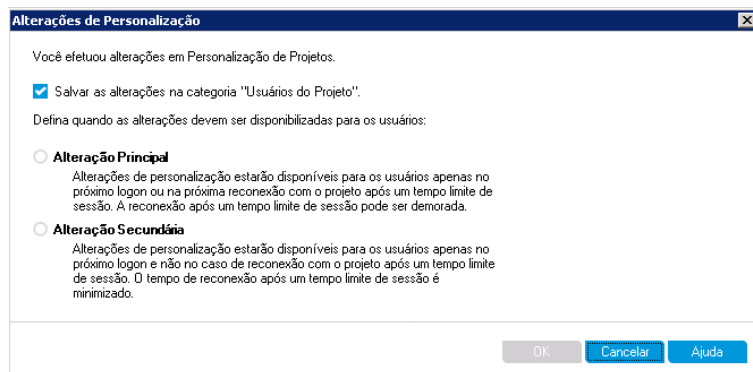 Alterações de Personalização
Você efetuou alterações em Personalização de Projetos.
Salvar as alterações na categoria "Usuários do Projeto".
Defina quando as alterações devem ser disponibilizadas para os usuários:
Alteração Principal
Alterações de personalização estarão disponíveis para os usuários apenas no
próximo logon ou na próxima reconexão com o projeto após um tempo limite de
sessão. A reconexão após um tempo limite de sessão pode ser demorada.
Alteração Secundária
Alterações de personalização estarão disponíveis para os usuários apenas no
próximo logon e não no caso de reconexão com o projeto após um tempo limite
de sessão. O tempo de reconexão após um tempo limite de sessão é
minimizado.
OK Cancelar Ajuda